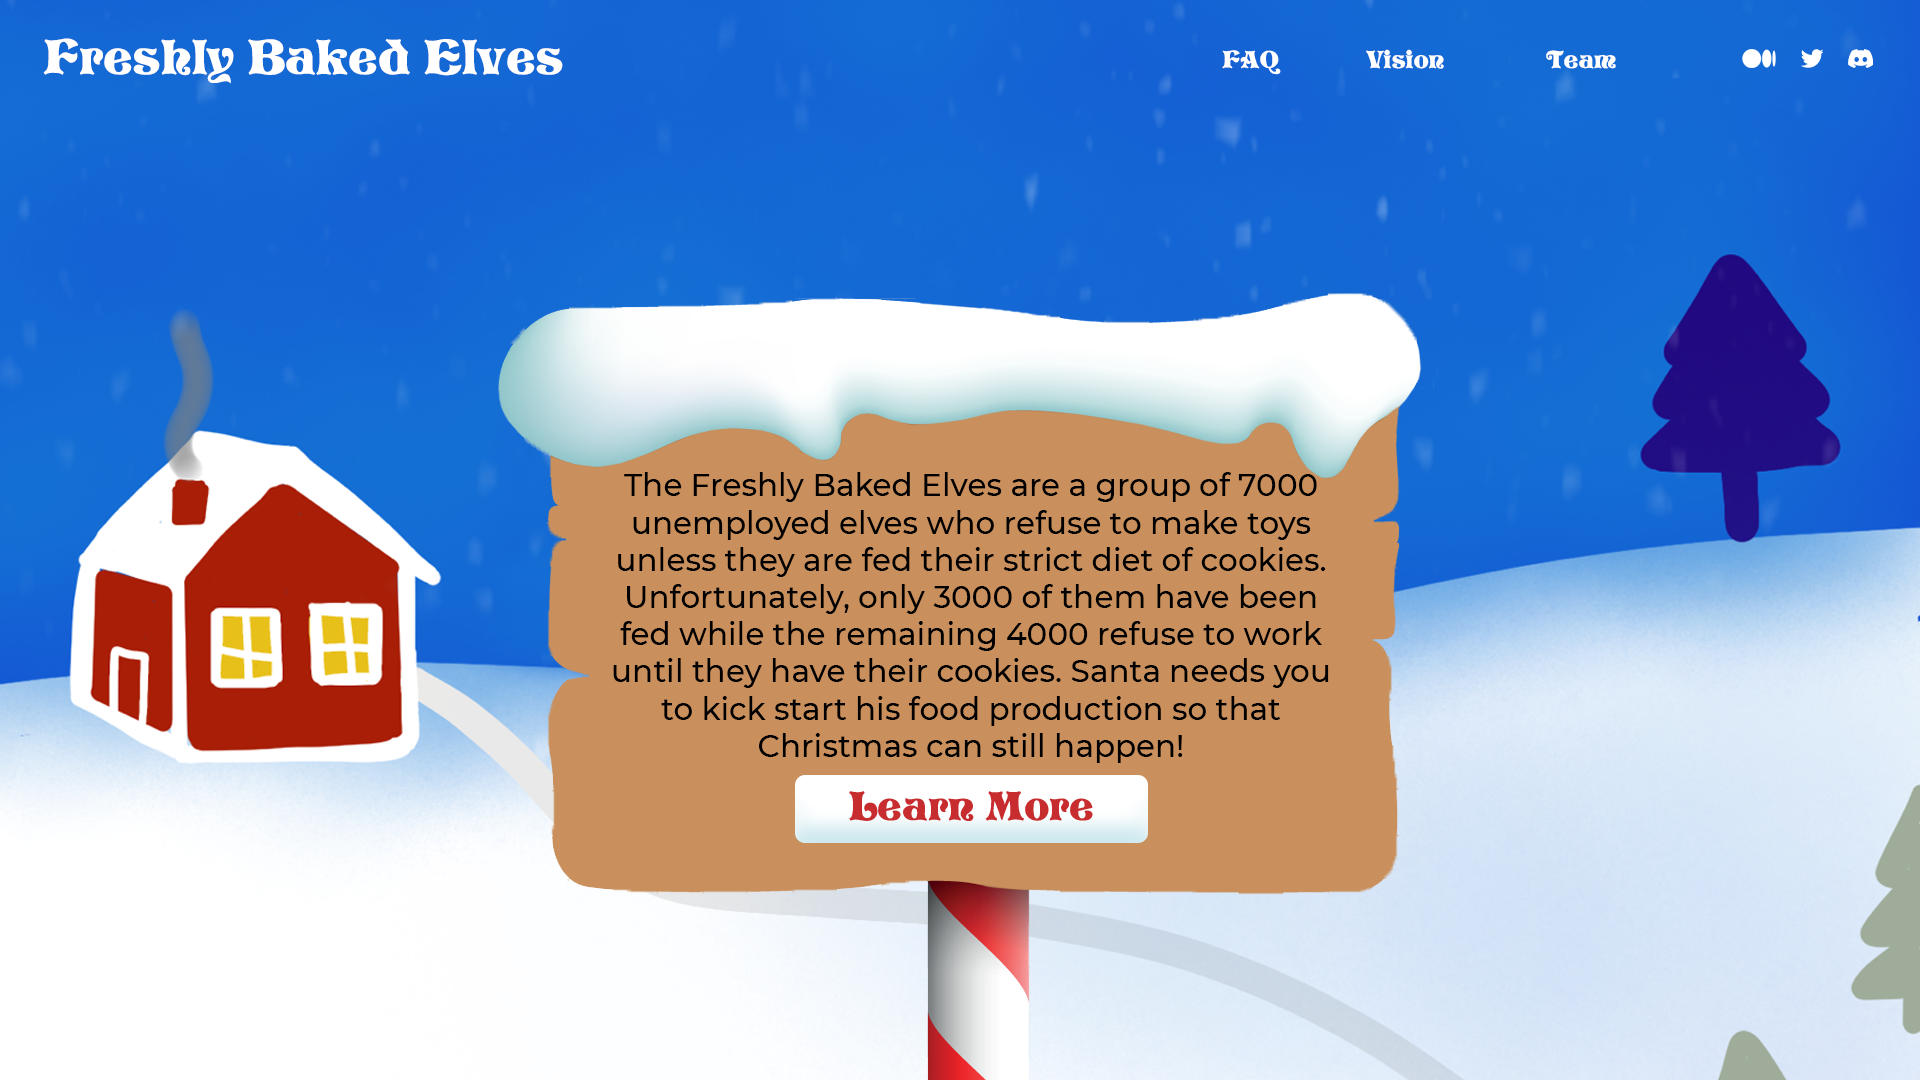 Freshly Baked Elves
FAQ
Vision
Team
The Freshly Baked Elves are a group of 7000
unemployed elves who refuse to make toys
unless they are fed their strict diet of cookies.
Unfortunately, only 3000 of them have been
fed while the remaining 4000 refuse to work
until they have their cookies. Santa needs you
to kick start his food production so that
Christmas can still happen!
Learn More